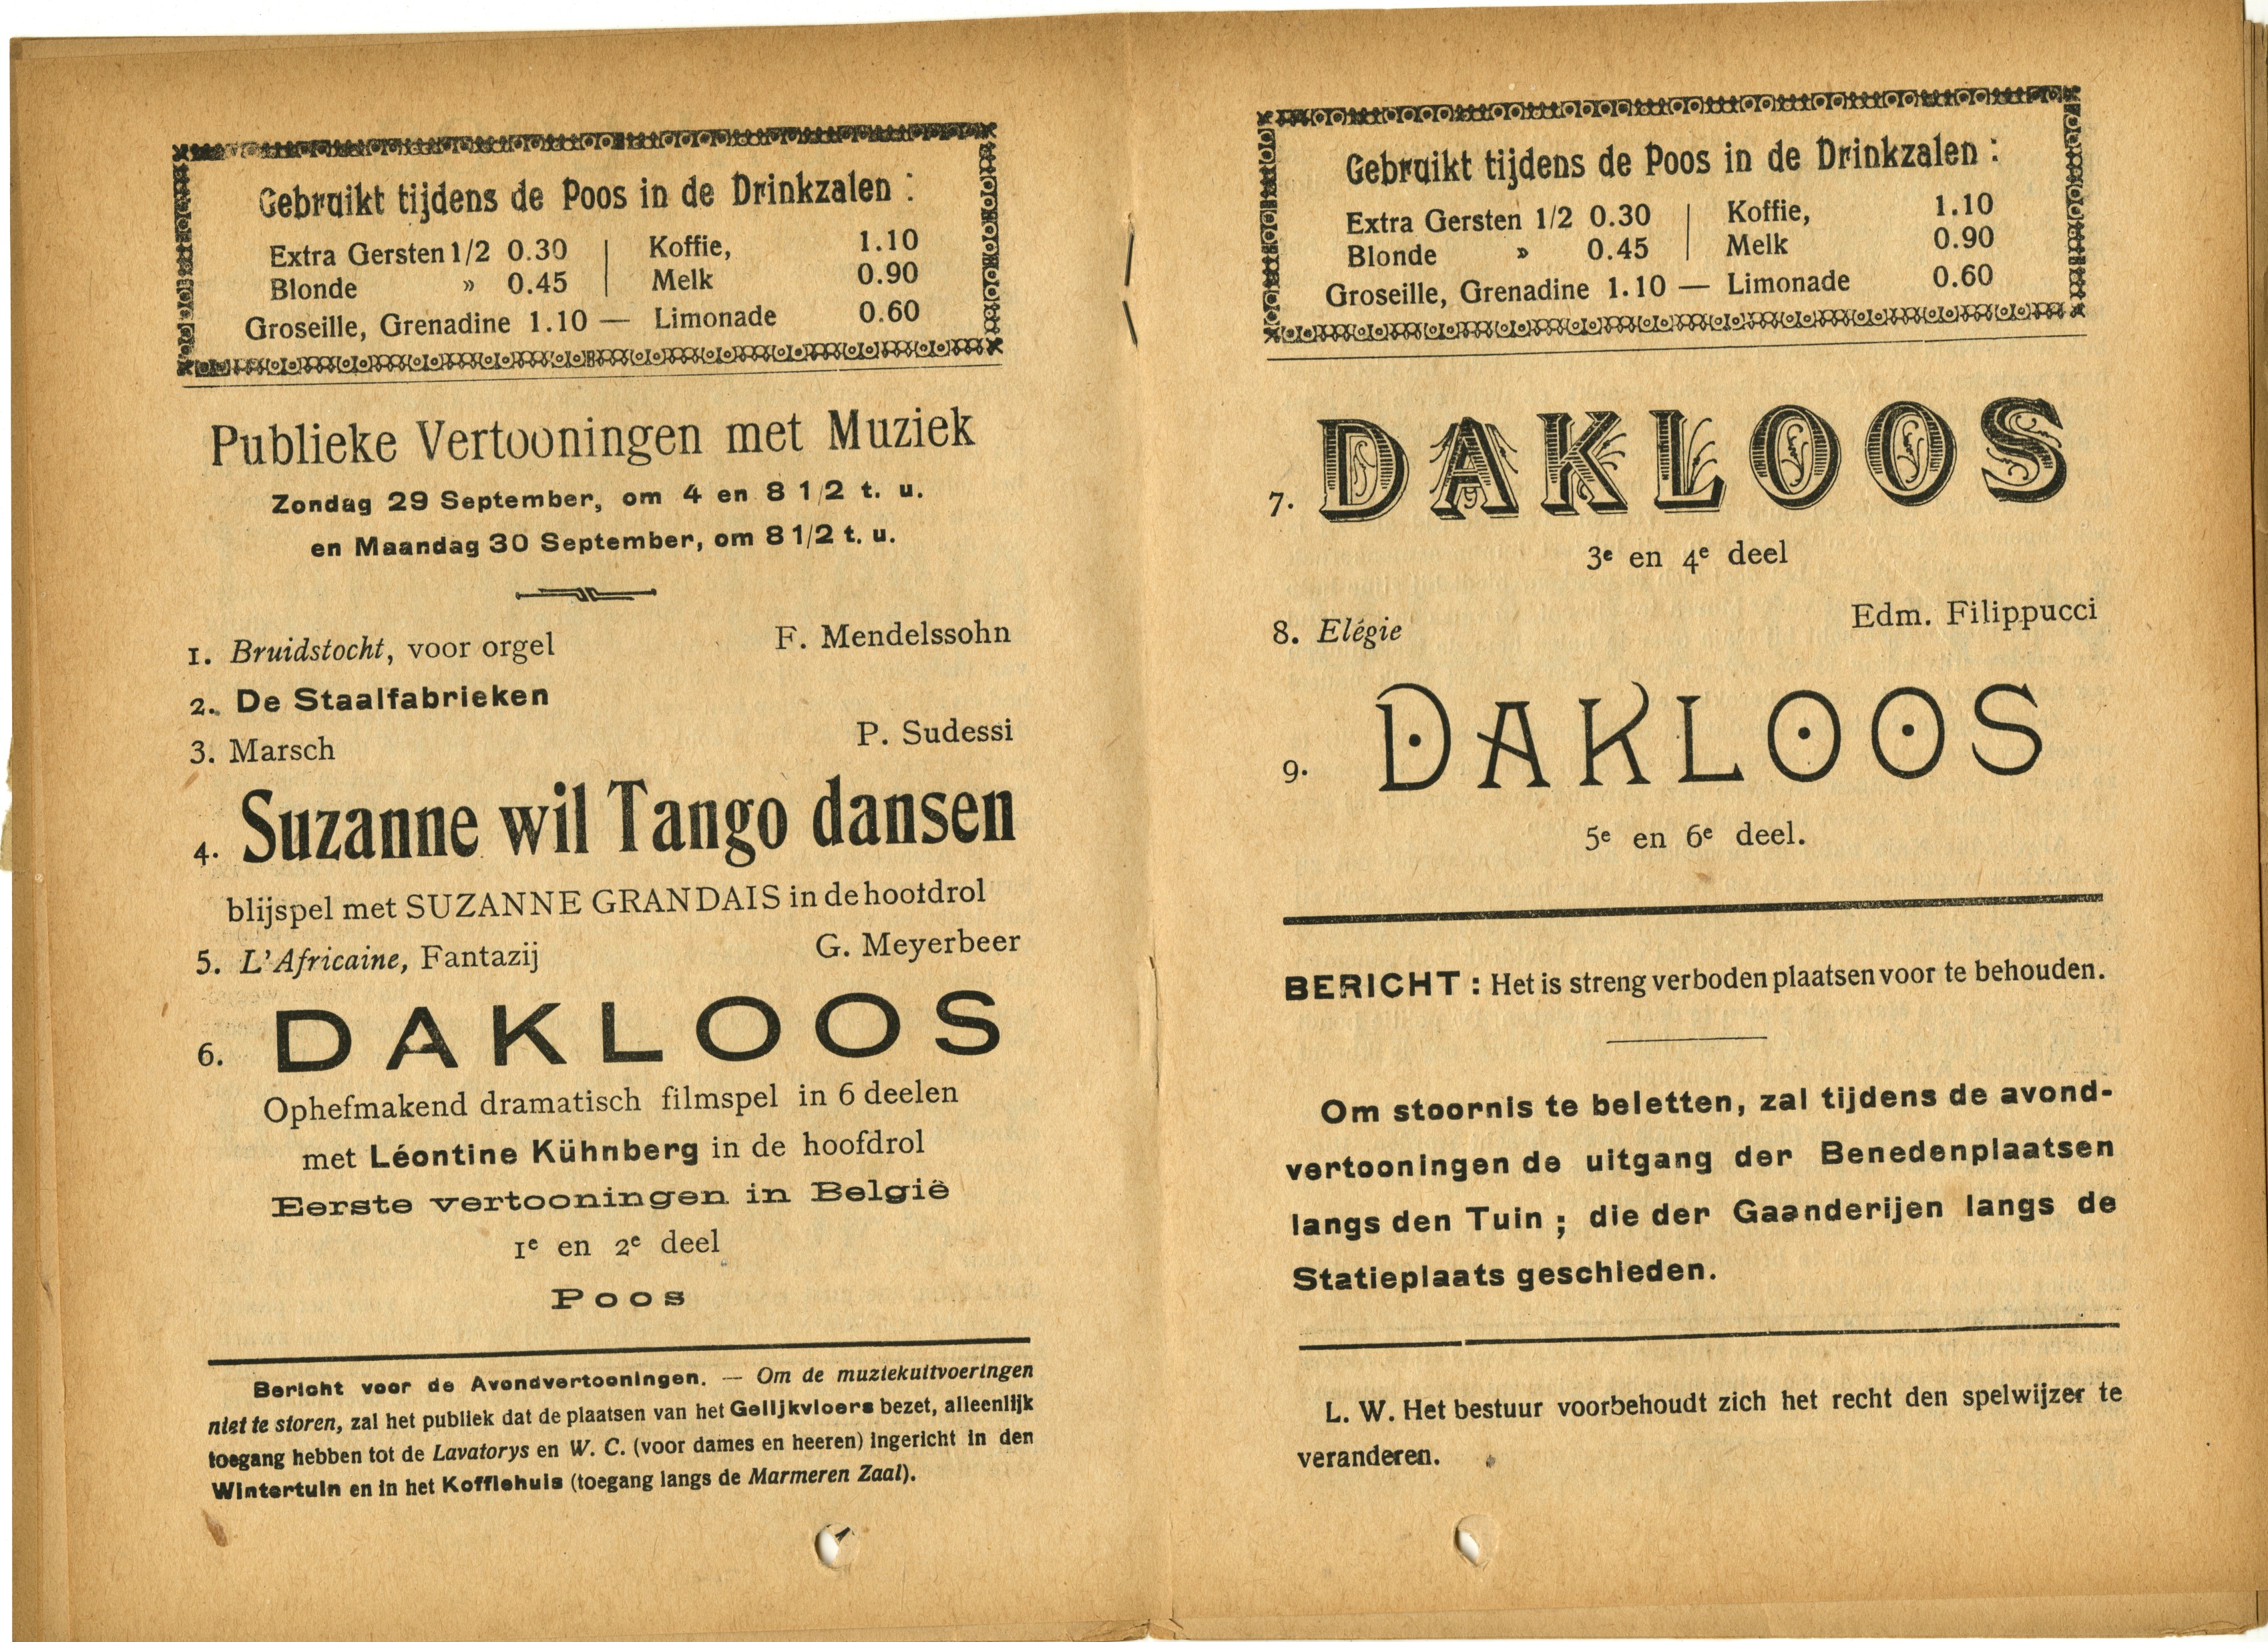 Gebruikt tijdens de Poos in de Drinkzalen :
Extra Gersten 1/2 0.30 | Koffie, 1.10
Blonde » 0.45 | Melk 0.90
Groseille, Grenadine 1.10 — Limonade 0.60
Publieke Vertooningen met Muziek
Zondag 29 September, om 4 en 8 1/2 t. u.
en Maandag 30 September, om 8 1/2 t. u.
1. Bruidstocht, voor orgel F. Mendelssohn
2. De Staalfabrieken
3. Marsch P. Sudessi
4. Suzanne wil Tango dansen
blijspel met SUZANNE GRANDAIS in de hootdrol
5. L'Africaine, Fantazij G. Meyerbeer
6. DAKLOOS
Ophefmakend dramatisch filmspel in 6 deelen
met Léontine Kühnberg in de hoofdrol
Eerste vertooningen in België
1e en 2e deel
Poos
Bericht voor de Avondvertooningen. — Om de muziekuitvoeringen
niet te storen, zal het publiek dat de plaatsen van het Gelijkvloers bezet, alleenlijk
toegang hebben tot de Lavatorys en W. C. (voor dames en heeren) ingericht in den
Wintertuin en in het Koffiehuis (toegang langs de Marmeren Zaal).
Gebruikt tijdens de Poos in de Drinkzalen :
Extra Gersten 1/2 0.30 | Koffie, 1.10
Blonde » 0.45 | Melk 0.90
Groseille, Grenadine 1.10 — Limonade 0.60
7. DAKLOOS
3e en 4e deel
8. Elégie Edm. Filippucci
9. DAKLOOS
5e en 6e deel.
BERICHT : Het is streng verboden plaatsen voor te behouden.
Om stoornis te beletten, zal tijdens de avond-
vertooningen de uitgang der Benedenplaatsen
langs den Tuin ; die der Gaanderijen langs de
Statieplaats geschieden.
L. W. Het bestuur voorbehoudt zich het recht den spelwijzer te
veranderen.